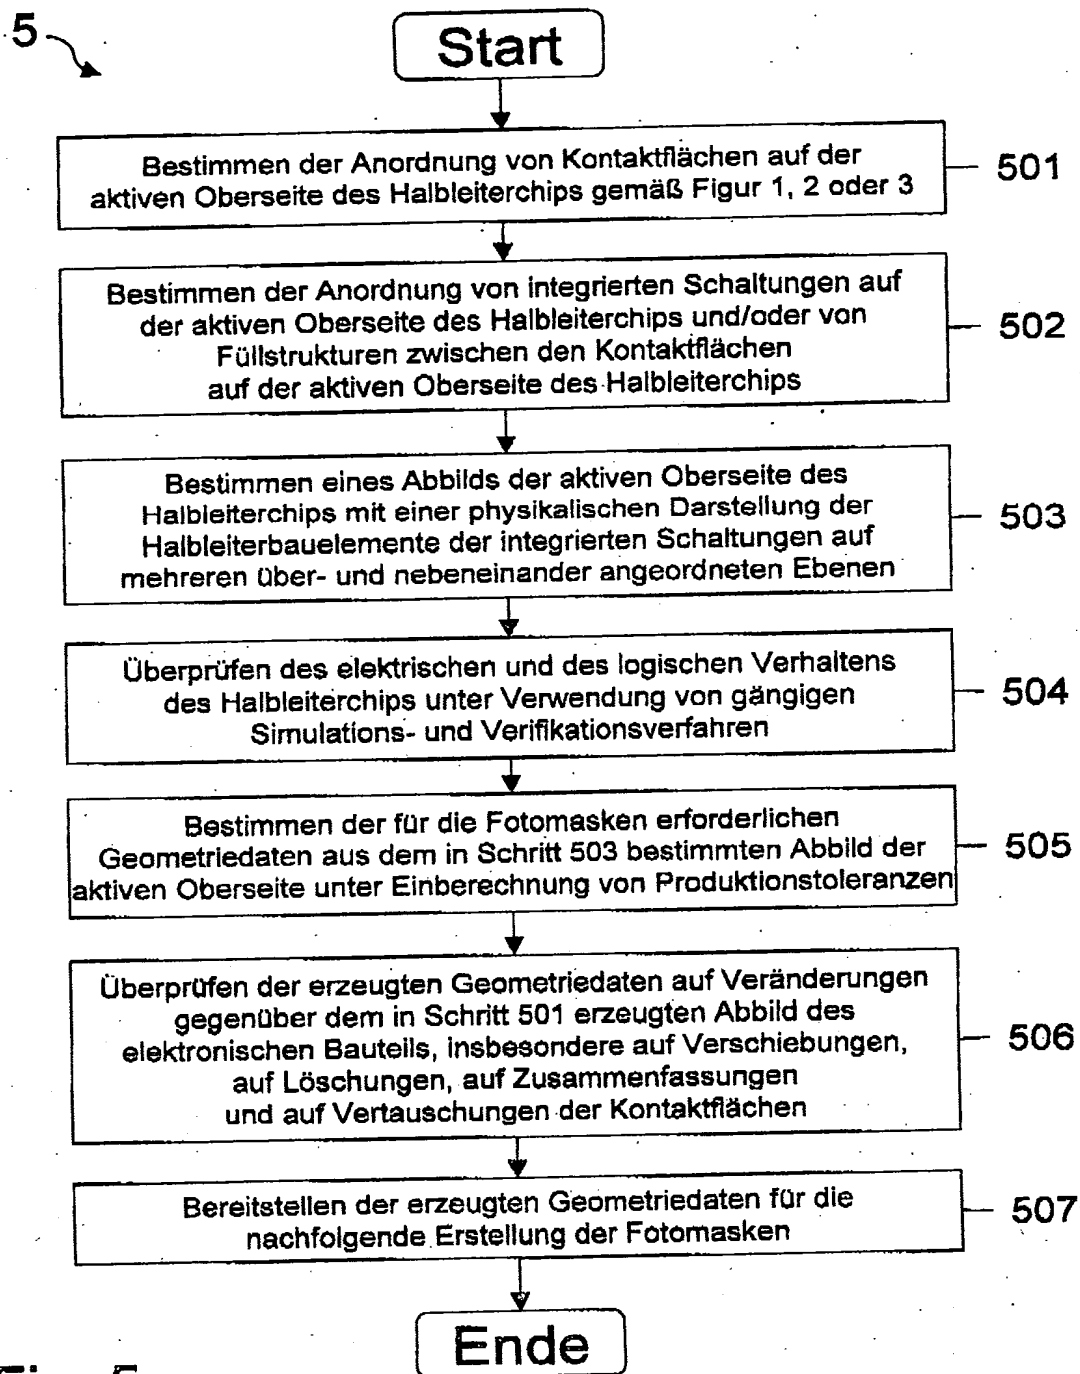 5
Start
Bestimmen der Anordnung von Kontaktflächen auf der
aktiven Oberseite des Halbleiterchips gemäß Figur 1, 2 oder 3
501
Bestimmen der Anordnung von integrierten Schaltungen auf
der aktiven Oberseite des Halbleiterchips und/oder von
Füllstrukturen zwischen den Kontaktflächen
auf der aktiven Oberseite des Halbleiterchips
502
Bestimmen eines Abbilds der aktiven Oberseite des
Halbleiterchips mit einer physikalischen Darstellung der
Halbleiterbauelemente der integrierten Schaltungen auf
mehreren über- und nebeneinander angeordneten Ebenen
503
Überprüfen des elektrischen und des logischen Verhaltens
des Halbleiterchips unter Verwendung von gängigen
Simulations- und Verifikationsverfahren
504
Bestimmen der für die Fotomasken erforderlichen
Geometriedaten aus dem in Schritt 503 bestimmten Abbild der
aktiven Oberseite unter Einberechnung von Produktionstoleranzen
505
Überprüfen der erzeugten Geometriedaten auf Veränderungen
gegenüber dem in Schritt 501 erzeugten Abbild des
elektronischen Bauteils, insbesondere auf Verschiebungen,
auf Löschungen, auf Zusammenfassungen
und auf Vertauschungen der Kontaktflächen
506
Bereitstellen der erzeugten Geometriedaten für die
nachfolgende Erstellung der Fotomasken
507
Ende